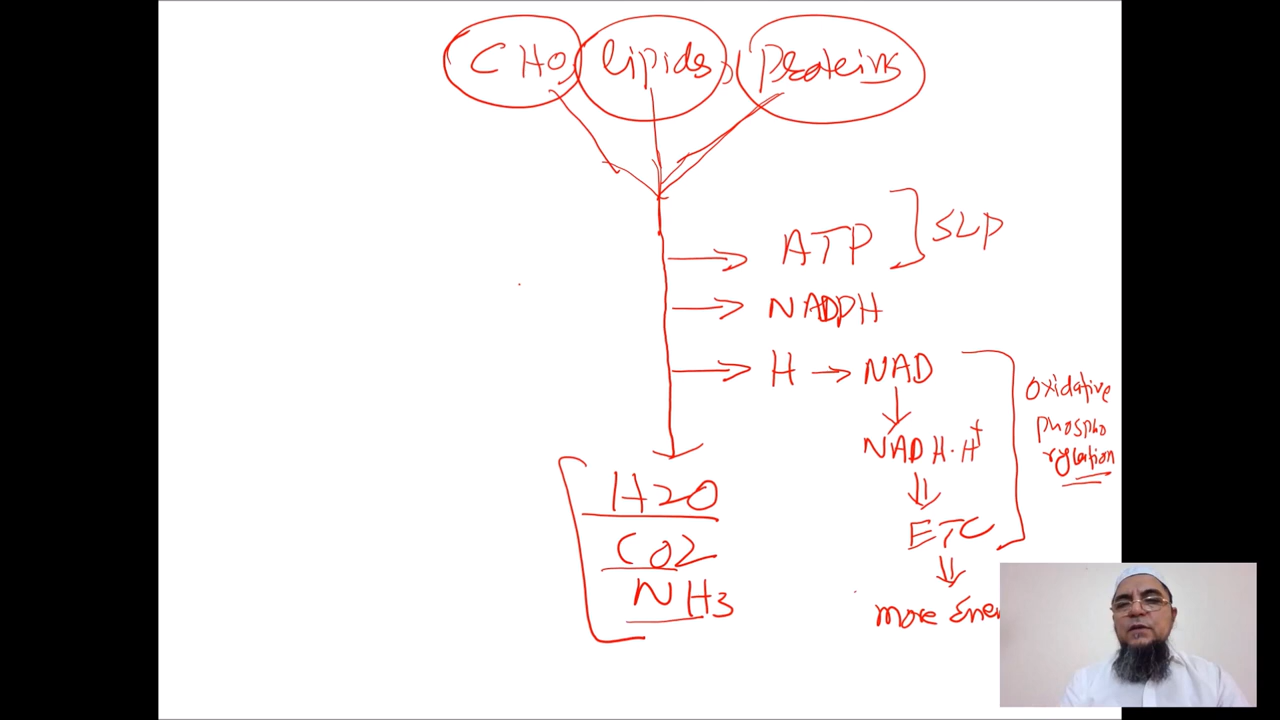 CHO, lipids, Proteins
ATP ] SLP
NADPH
H → NAD
Oxidative
phospho
rylation
NADH·H+
ETC
more Ener
H2O
CO2
NH3